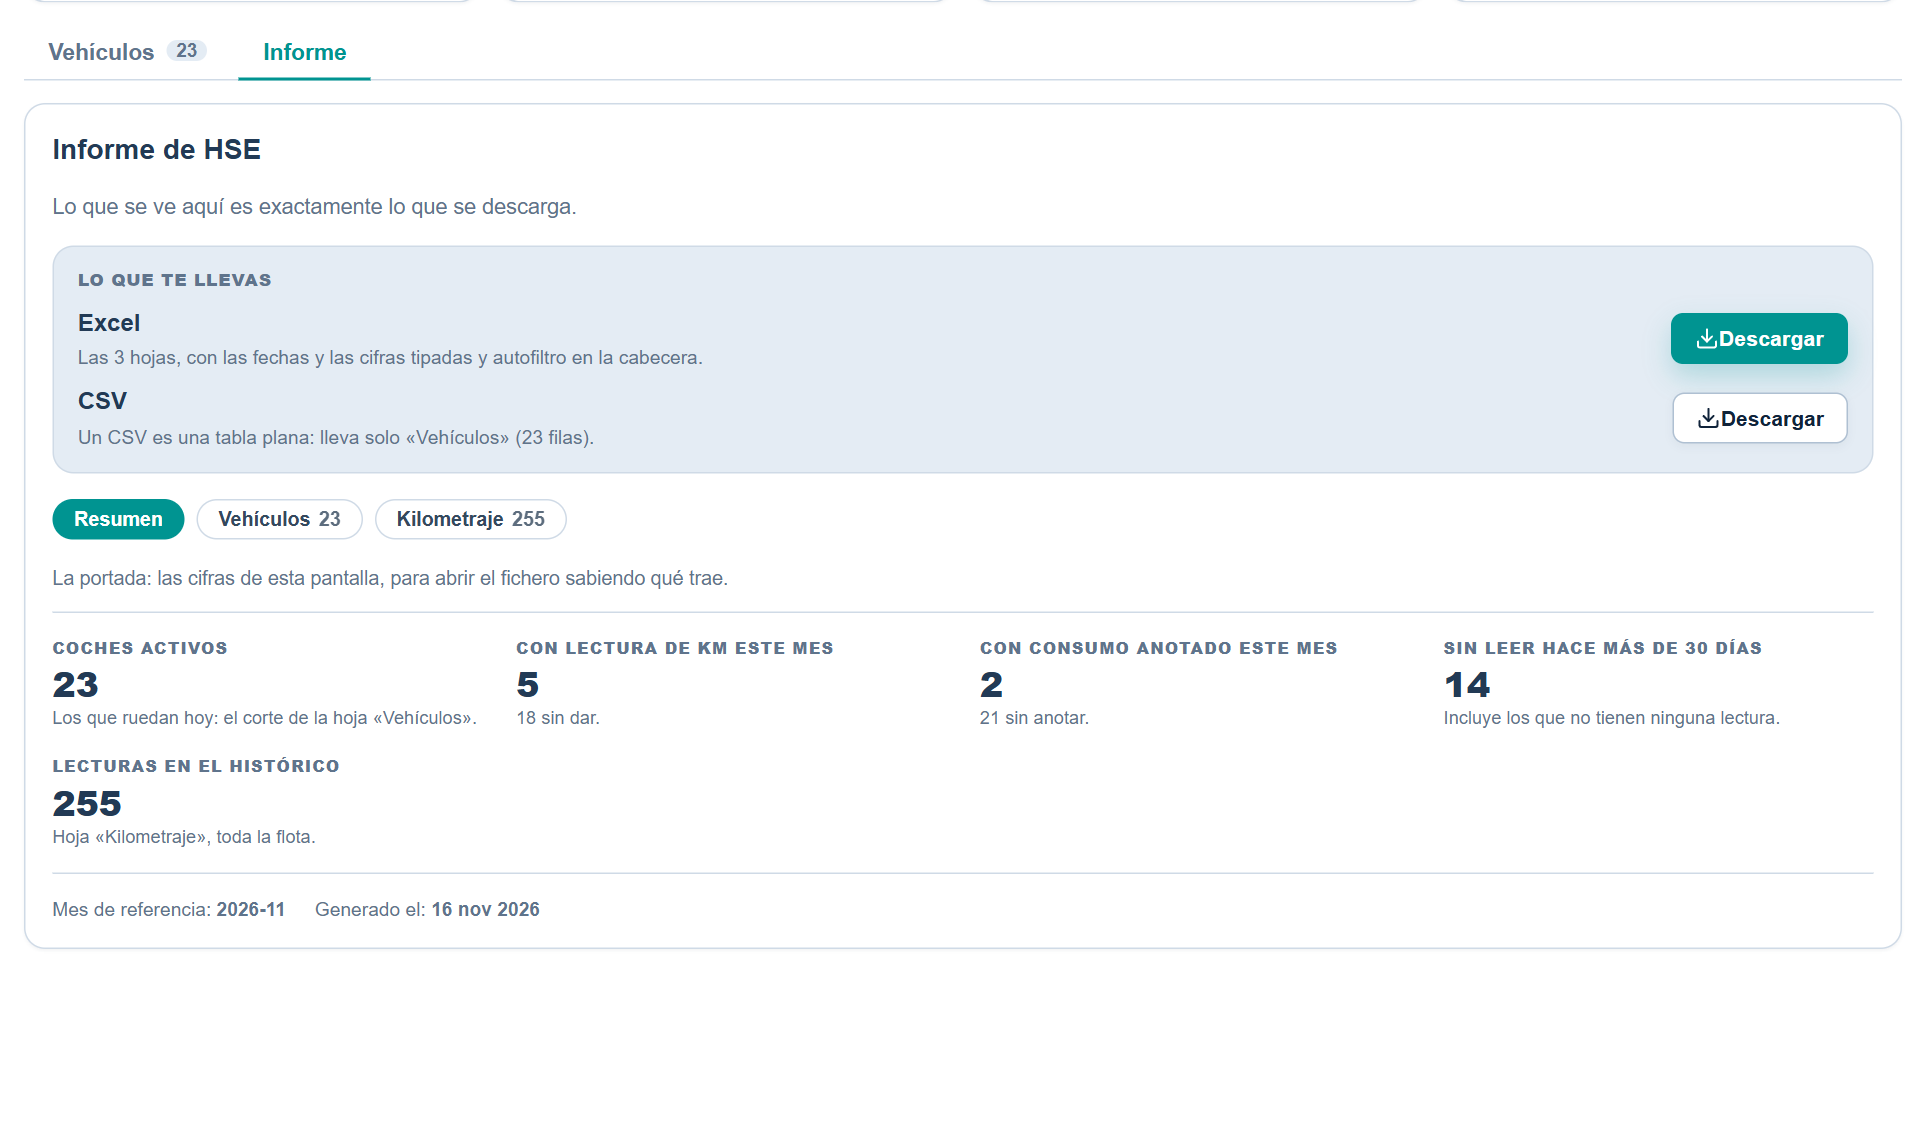 Vehículos 23 Informe
Informe de HSE
Lo que se ve aquí es exactamente lo que se descarga.
LO QUE TE LLEVAS
Excel
Las 3 hojas, con las fechas y las cifras tipadas y autofiltro en la cabecera.
Descargar
CSV
Un CSV es una tabla plana: lleva solo «Vehículos» (23 filas).
Descargar
Resumen Vehículos 23 Kilometraje 255
La portada: las cifras de esta pantalla, para abrir el fichero sabiendo qué trae.
COCHES ACTIVOS
23
Los que ruedan hoy: el corte de la hoja «Vehículos».
CON LECTURA DE KM ESTE MES
5
18 sin dar.
CON CONSUMO ANOTADO ESTE MES
2
21 sin anotar.
SIN LEER HACE MÁS DE 30 DÍAS
14
Incluye los que no tienen ninguna lectura.
LECTURAS EN EL HISTÓRICO
255
Hoja «Kilometraje», toda la flota.
Mes de referencia: 2026-11 Generado el: 16 nov 2026